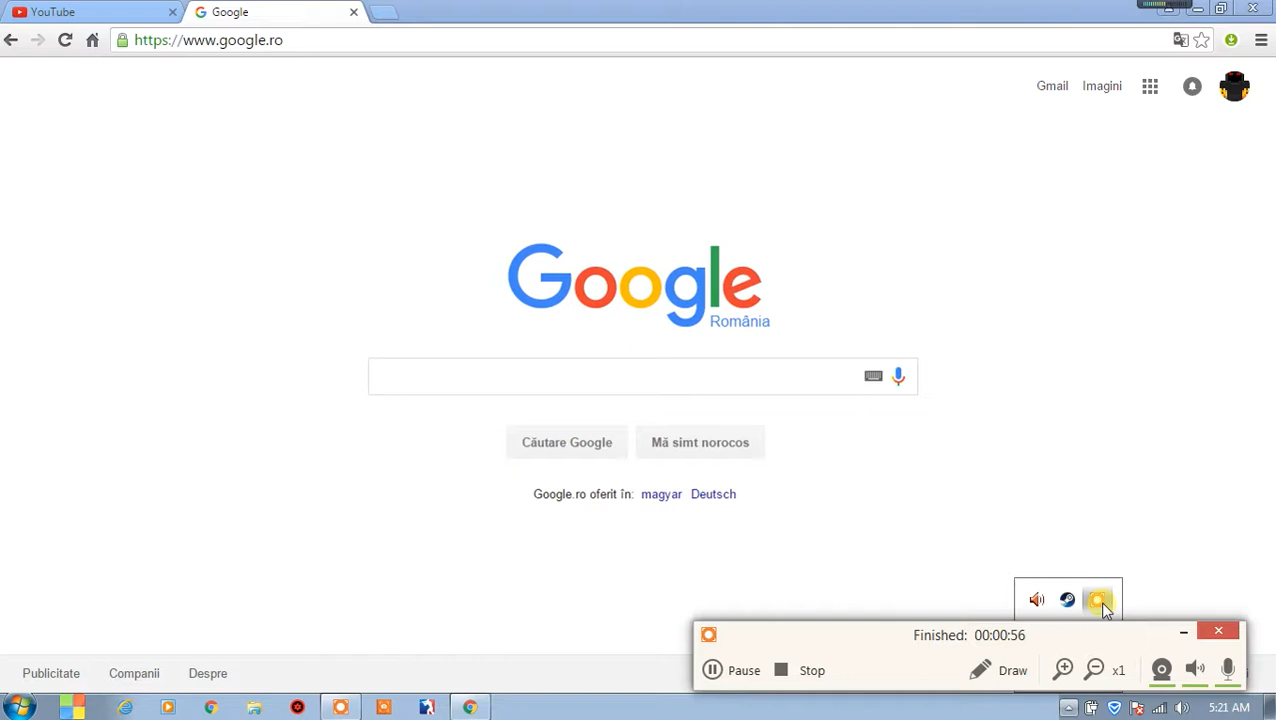 YouTube
Google
https://www.google.ro
Gmail Imagini
Google
România
Căutare Google Mă simt norocos
Google.ro oferit în: magyar Deutsch
Finished: 00:00:56
Pause Stop Draw x1
Publicitate Companii Despre
5:21 AM